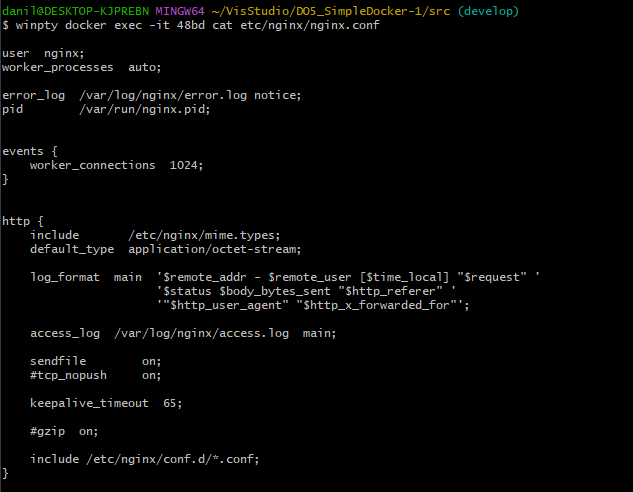 danil@DESKTOP-KJPREBN MINGW64 ~/VisStudio/DO5_SimpleDocker-1/src (develop)
$ winpty docker exec -it 48bd cat etc/nginx/nginx.conf

user  nginx;
worker_processes  auto;

error_log  /var/log/nginx/error.log notice;
pid        /var/run/nginx.pid;


events {
    worker_connections  1024;
}


http {
    include       /etc/nginx/mime.types;
    default_type  application/octet-stream;

    log_format  main  '$remote_addr - $remote_user [$time_local] "$request" '
                      '$status $body_bytes_sent "$http_referer" '
                      '"$http_user_agent" "$http_x_forwarded_for"';

    access_log  /var/log/nginx/access.log  main;

    sendfile        on;
    #tcp_nopush     on;

    keepalive_timeout  65;

    #gzip  on;

    include /etc/nginx/conf.d/*.conf;
}